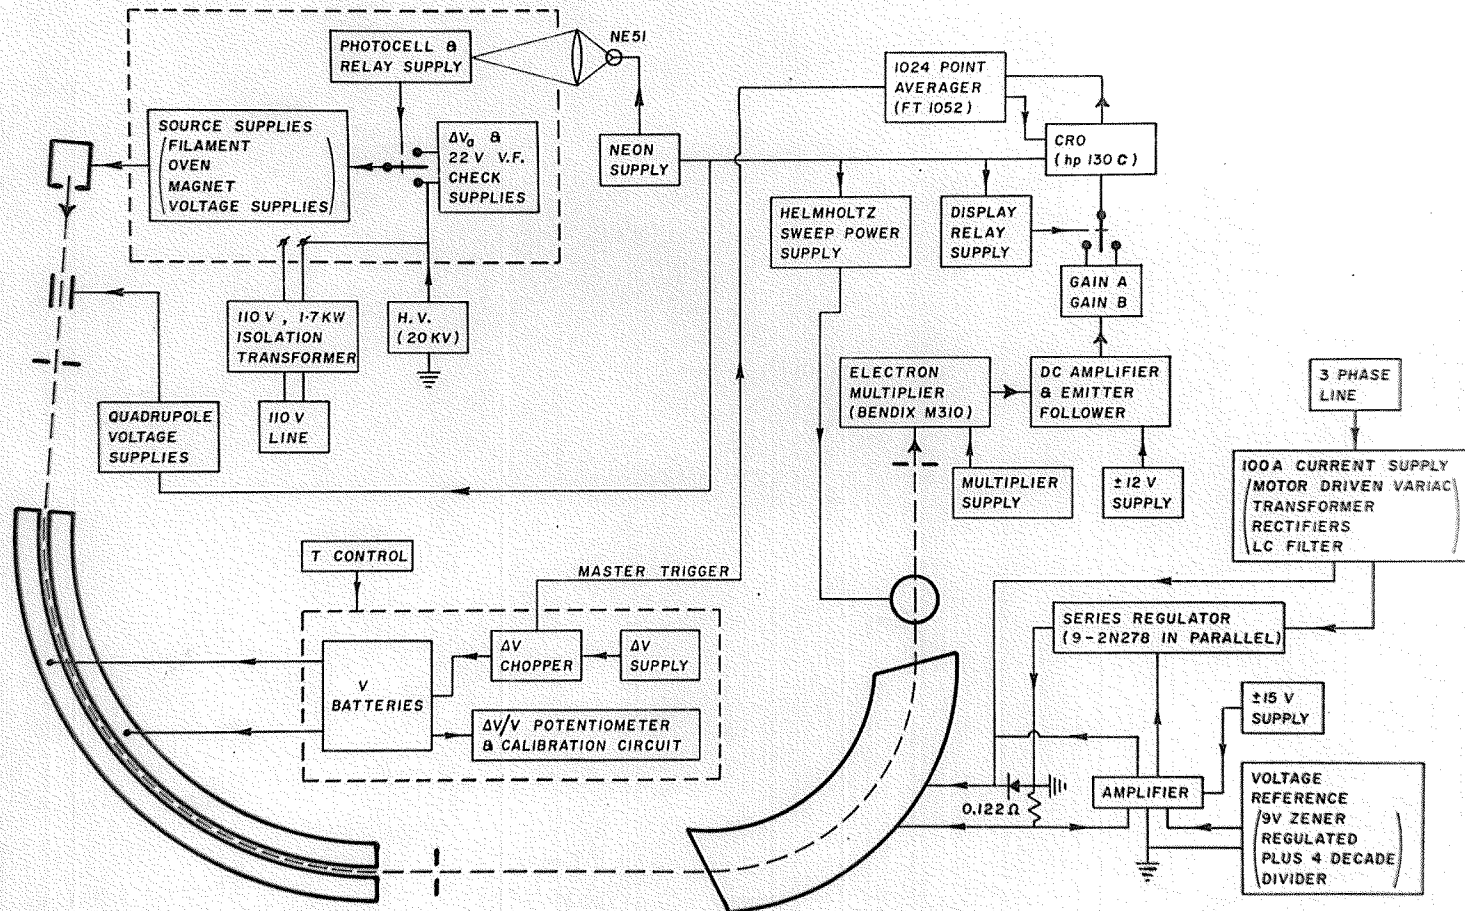 PHOTOCELL &
RELAY SUPPLY
NE51
SOURCE SUPPLIES
(FILAMENT
OVEN
MAGNET
VOLTAGE SUPPLIES)
ΔVa &
22 V V.F.
CHECK
SUPPLIES
NEON
SUPPLY
1024 POINT
AVERAGER
(FT 1052)
CRO
(hp 130 C)
HELMHOLTZ
SWEEP POWER
SUPPLY
DISPLAY
RELAY
SUPPLY
GAIN A
GAIN B
110 V, 1·7 KW
ISOLATION
TRANSFORMER
H.V.
(20 KV)
110 V
LINE
QUADRUPOLE
VOLTAGE
SUPPLIES
ELECTRON
MULTIPLIER
(BENDIX M310)
DC AMPLIFIER
& EMITTER
FOLLOWER
MULTIPLIER
SUPPLY
±12 V
SUPPLY
3 PHASE
LINE
100A CURRENT SUPPLY
(MOTOR DRIVEN VARIAC
TRANSFORMER
RECTIFIERS
LC FILTER)
T CONTROL
MASTER TRIGGER
V
BATTERIES
ΔV
CHOPPER
ΔV
SUPPLY
ΔV/V POTENTIOMETER
& CALIBRATION CIRCUIT
SERIES REGULATOR
(9-2N278 IN PARALLEL)
±15 V
SUPPLY
0.122 Ω
AMPLIFIER
VOLTAGE
REFERENCE
(9V ZENER
REGULATED
PLUS 4 DECADE
DIVIDER)